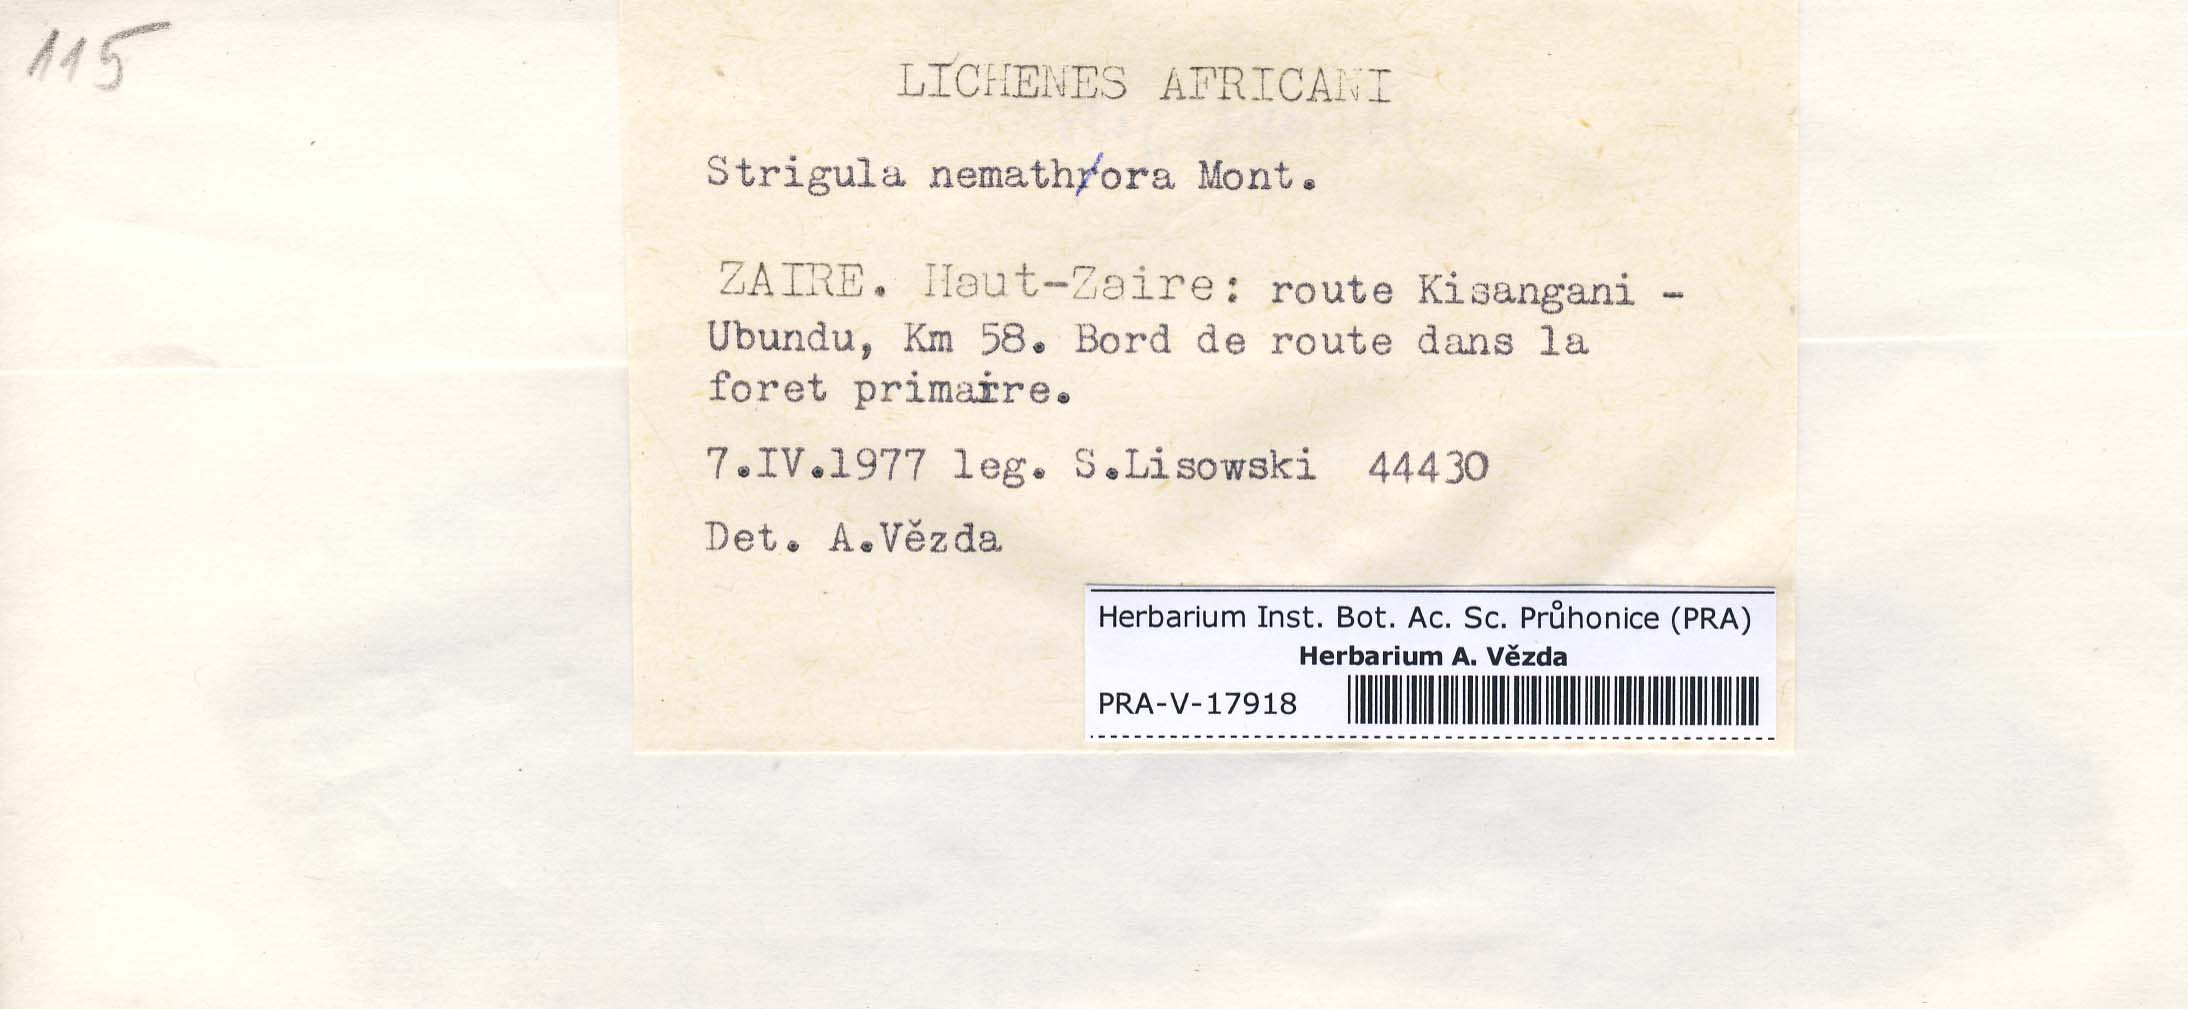 115
LICHENES AFRICANI
Strigula nemathora Mont.
ZAIRE. Haut-Zaire: route Kisangani -
Ubundu, Km 58. Bord de route dans la
foret primaire.
7.IV.1977 leg. S.Lisowski 44430
Det. A.Vězda
Herbarium Inst. Bot. Ac. Sc. Průhonice (PRA)
Herbarium A. Vězda
PRA-V-17918